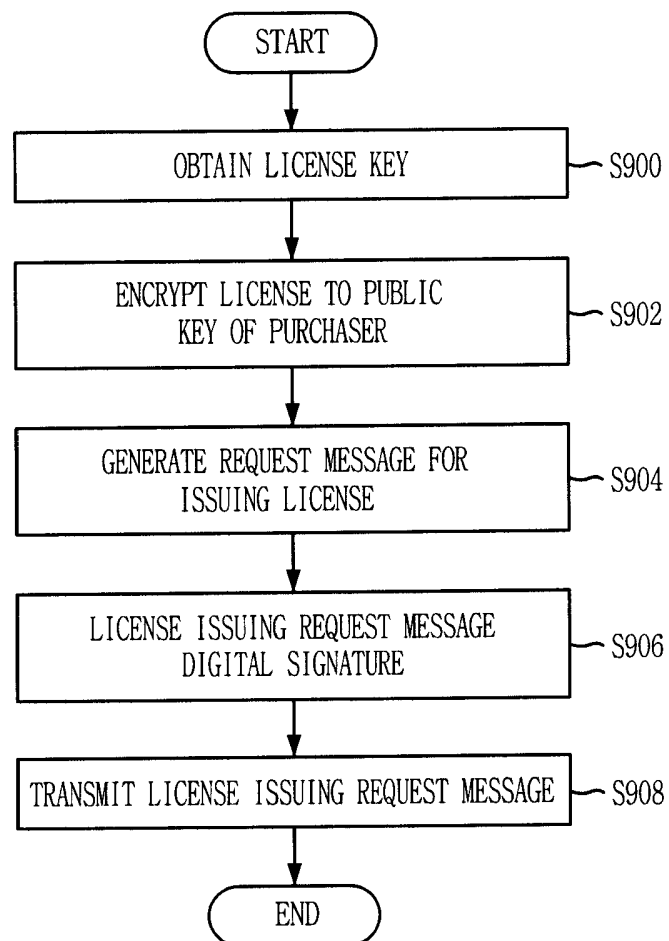 START
OBTAIN LICENSE KEY
S900
ENCRYPT LICENSE TO PUBLIC
KEY OF PURCHASER
S902
GENERATE REQUEST MESSAGE FOR
ISSUING LICENSE
S904
LICENSE ISSUING REQUEST MESSAGE
DIGITAL SIGNATURE
S906
TRANSMIT LICENSE ISSUING REQUEST MESSAGE
S908
END